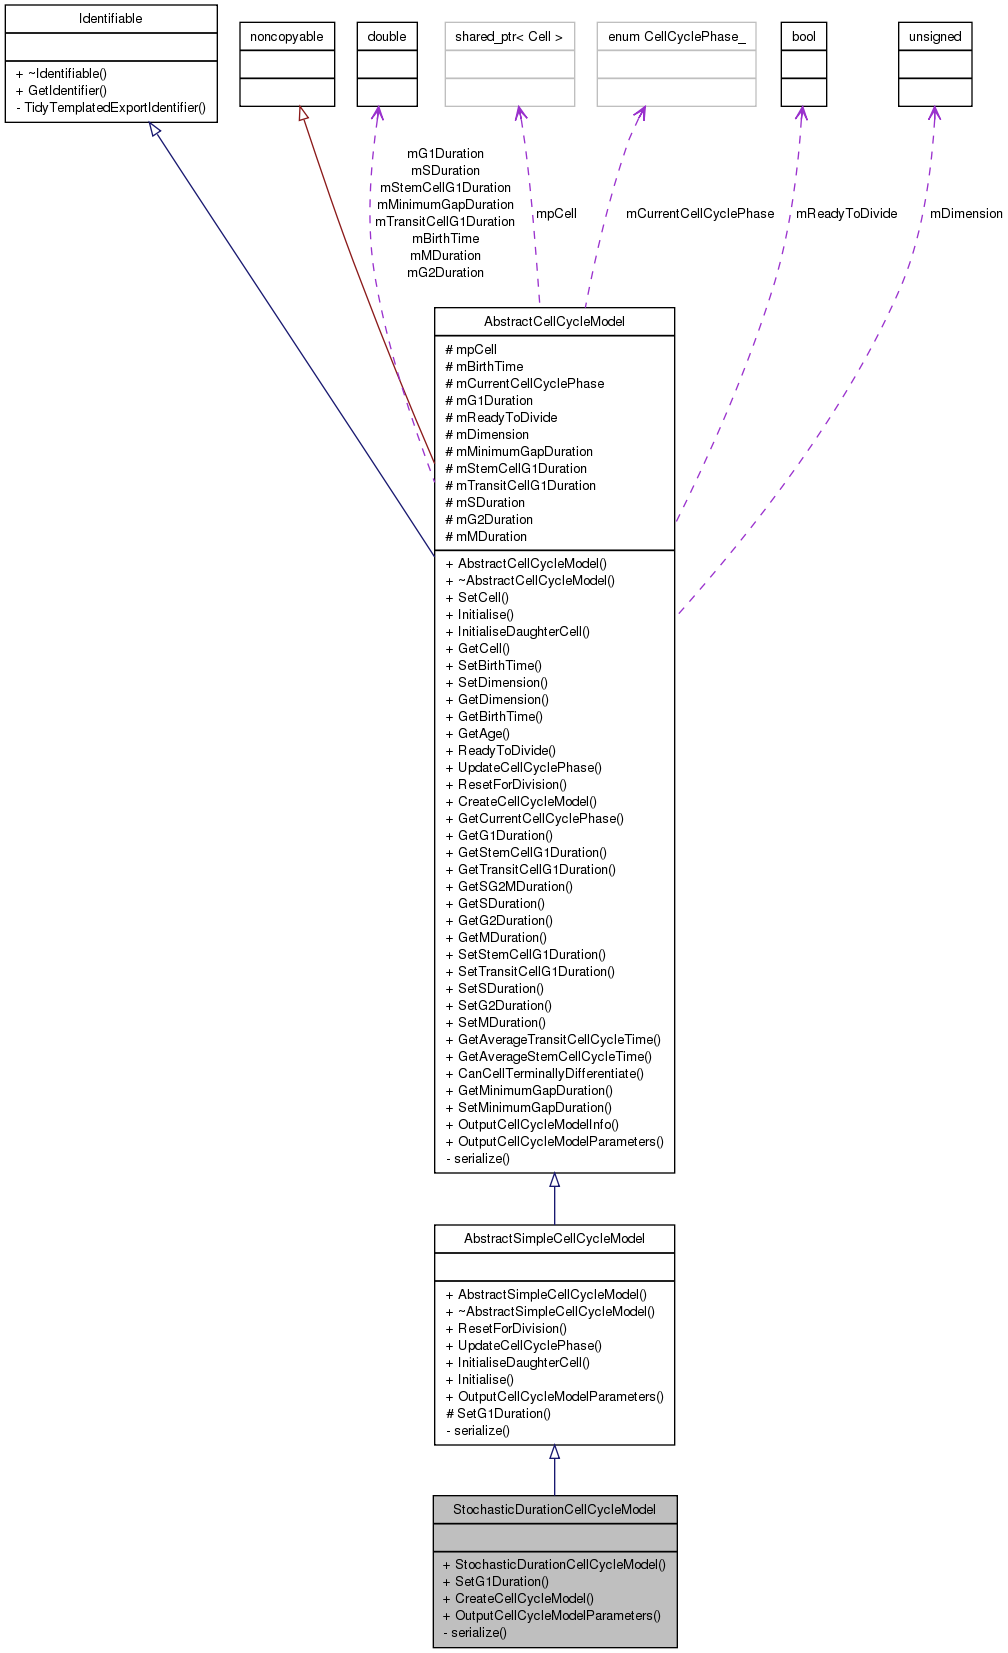 Identifiable
+ ~Identifiable()
+ GetIdentifier()
- TidyTemplatedExportIdentifier()
noncopyable
double
shared_ptr< Cell >
enum CellCyclePhase_
bool
unsigned
mG1Duration
mSDuration
mStemCellG1Duration
mMinimumGapDuration
mTransitCellG1Duration
mBirthTime
mMDuration
mG2Duration
mpCell
mCurrentCellCyclePhase
mReadyToDivide
mDimension
AbstractCellCycleModel
# mpCell
# mBirthTime
# mCurrentCellCyclePhase
# mG1Duration
# mReadyToDivide
# mDimension
# mMinimumGapDuration
# mStemCellG1Duration
# mTransitCellG1Duration
# mSDuration
# mG2Duration
# mMDuration
+ AbstractCellCycleModel()
+ ~AbstractCellCycleModel()
+ SetCell()
+ Initialise()
+ InitialiseDaughterCell()
+ GetCell()
+ SetBirthTime()
+ SetDimension()
+ GetDimension()
+ GetBirthTime()
+ GetAge()
+ ReadyToDivide()
+ UpdateCellCyclePhase()
+ ResetForDivision()
+ CreateCellCycleModel()
+ GetCurrentCellCyclePhase()
+ GetG1Duration()
+ GetStemCellG1Duration()
+ GetTransitCellG1Duration()
+ GetSG2MDuration()
+ GetSDuration()
+ GetG2Duration()
+ GetMDuration()
+ SetStemCellG1Duration()
+ SetTransitCellG1Duration()
+ SetSDuration()
+ SetG2Duration()
+ SetMDuration()
+ GetAverageTransitCellCycleTime()
+ GetAverageStemCellCycleTime()
+ CanCellTerminallyDifferentiate()
+ GetMinimumGapDuration()
+ SetMinimumGapDuration()
+ OutputCellCycleModelInfo()
+ OutputCellCycleModelParameters()
- serialize()
AbstractSimpleCellCycleModel
+ AbstractSimpleCellCycleModel()
+ ~AbstractSimpleCellCycleModel()
+ ResetForDivision()
+ UpdateCellCyclePhase()
+ InitialiseDaughterCell()
+ Initialise()
+ OutputCellCycleModelParameters()
# SetG1Duration()
- serialize()
StochasticDurationCellCycleModel
+ StochasticDurationCellCycleModel()
+ SetG1Duration()
+ CreateCellCycleModel()
+ OutputCellCycleModelParameters()
- serialize()